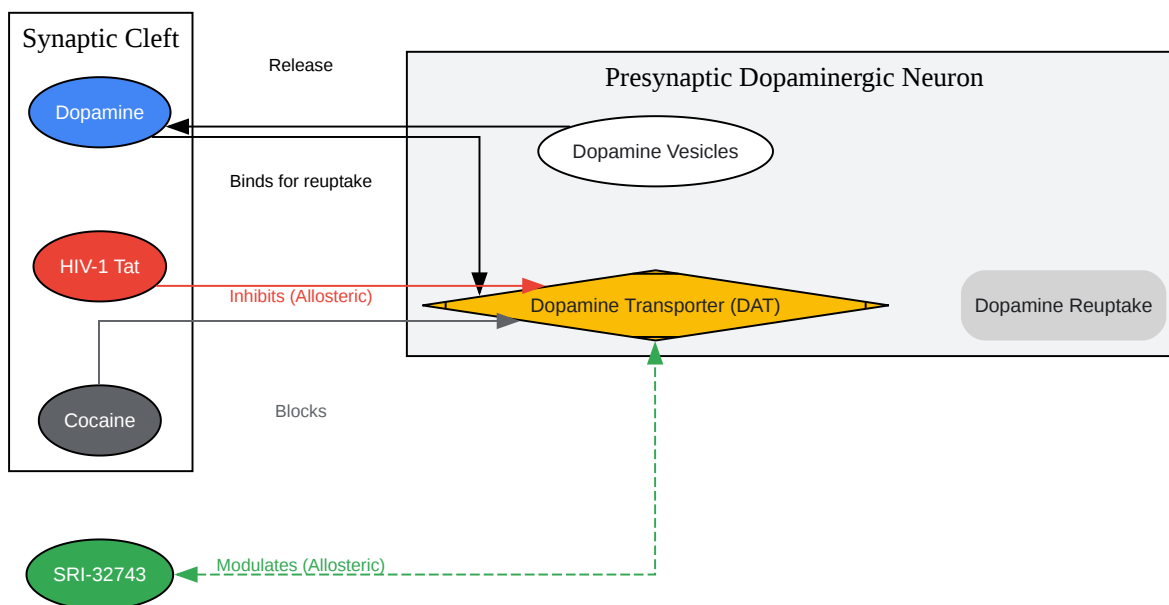 Synaptic Cleft
Release
Presynaptic Dopaminergic Neuron
Dopamine
Dopamine Vesicles
Binds for reuptake
HIV-1 Tat
Inhibits (Allosteric)
Dopamine Transporter (DAT)
Dopamine Reuptake
Cocaine
Blocks
SRI-32743
Modulates (Allosteric)